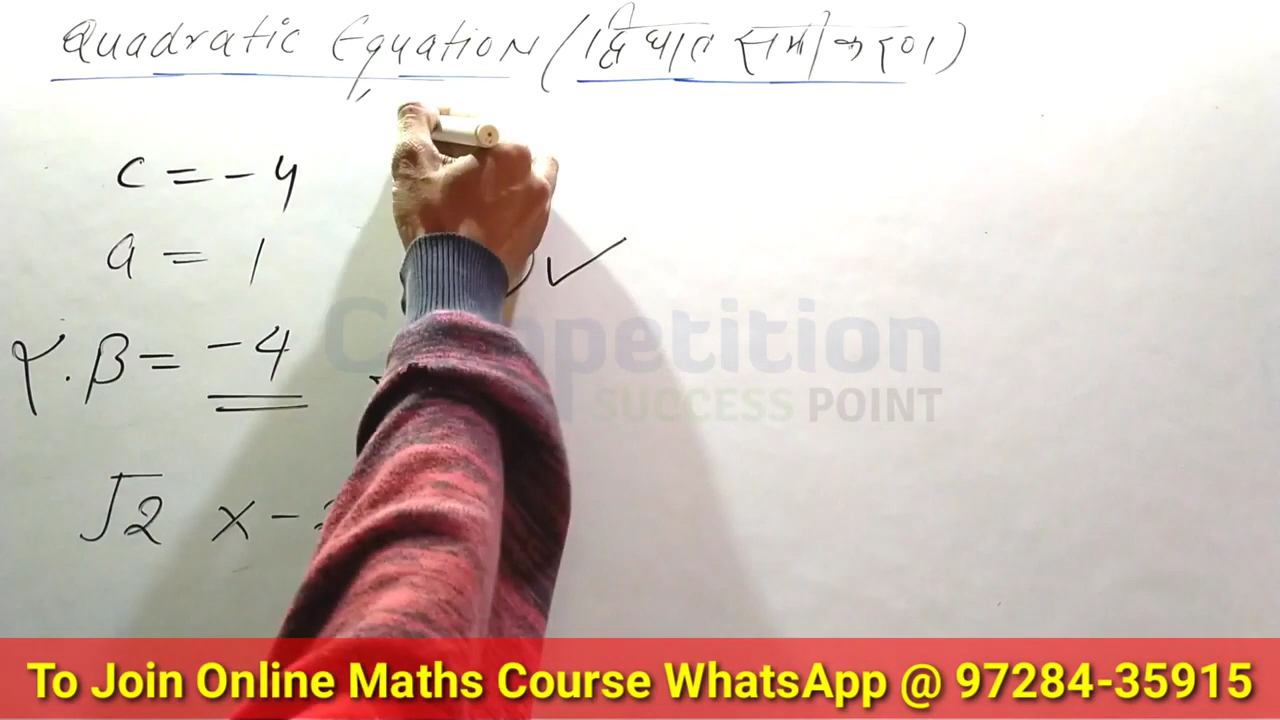 Quadratic Equation (द्विघात समीकरण)
c = -4
a = 1
α . β = -4
Competition
SUCCESS POINT
√2 x -
To Join Online Maths Course WhatsApp @ 97284-35915